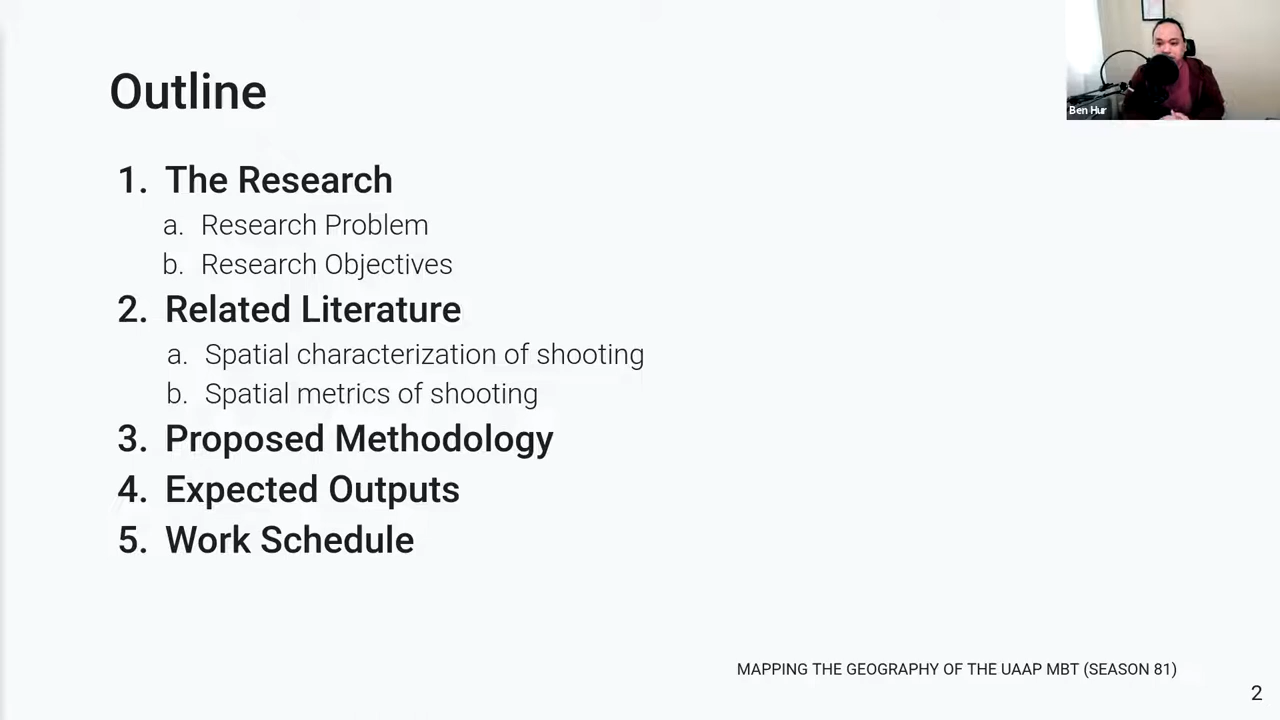 Outline
Ben Hur
1. The Research
a. Research Problem
b. Research Objectives
2. Related Literature
a. Spatial characterization of shooting
b. Spatial metrics of shooting
3. Proposed Methodology
4. Expected Outputs
5. Work Schedule
MAPPING THE GEOGRAPHY OF THE UAAP MBT (SEASON 81)
2